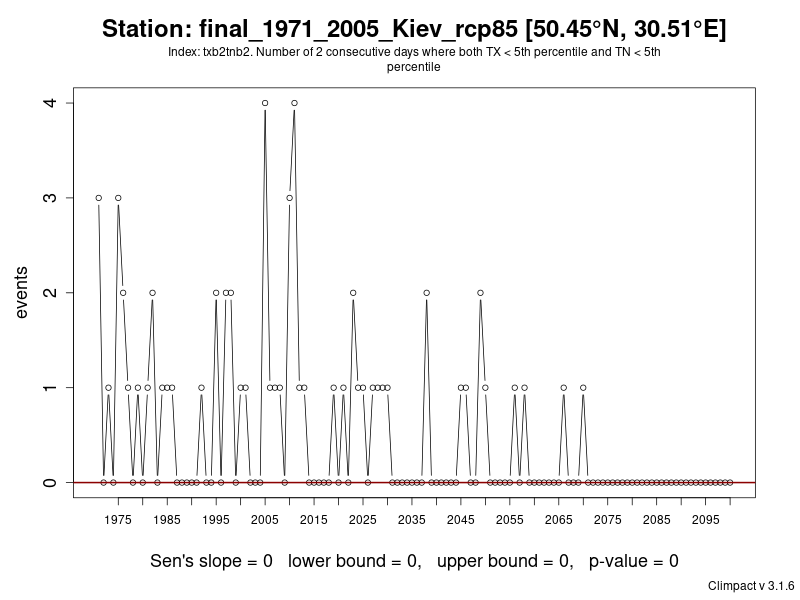 Station: final_1971_2005_Kiev_rcp85 [50.45°N, 30.51°E]
Index: txb2tnb2. Number of 2 consecutive days where both TX < 5th percentile and TN < 5th
percentile
4
3
2
1
0
events
1975 1985 1995 2005 2015 2025 2035 2045 2055 2065 2075 2085 2095
Sen's slope = 0 lower bound = 0, upper bound = 0, p-value = 0
Climpact v 3.1.6